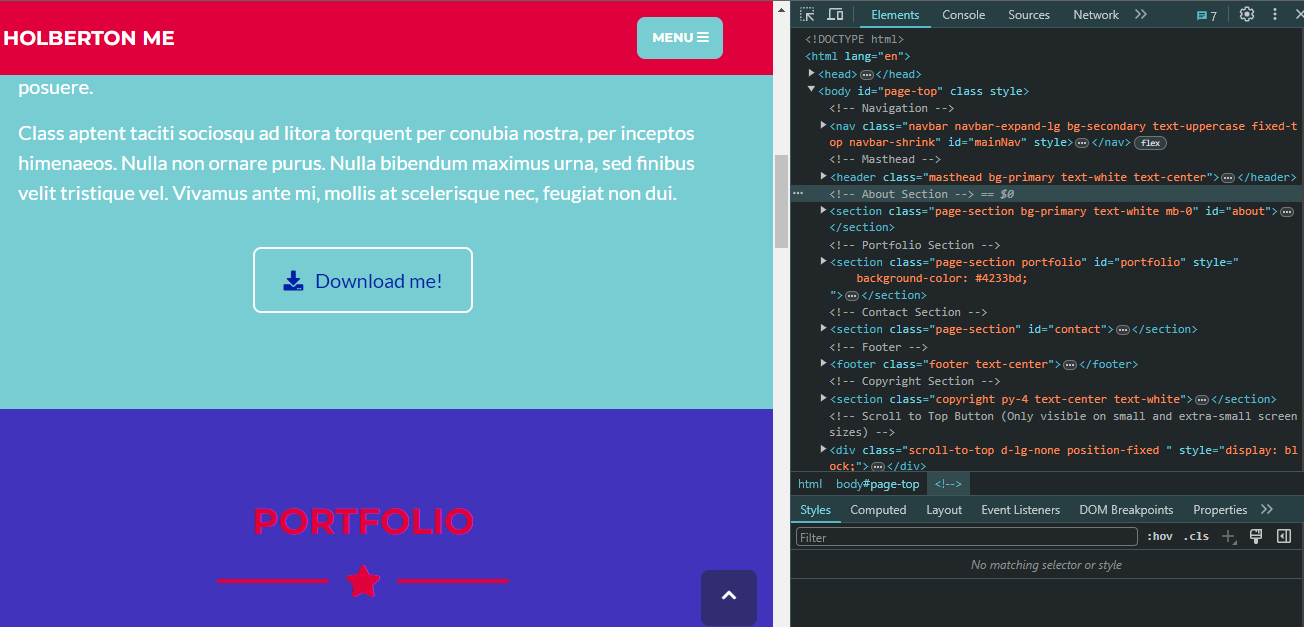 HOLBERTON ME
MENU
posuere.
Class aptent taciti sociosqu ad litora torquent per conubia nostra, per inceptos
himenaeos. Nulla non ornare purus. Nulla bibendum maximus urna, sed finibus
velit tristique vel. Vivamus ante mi, mollis at scelerisque nec, feugiat non dui.
Download me!
PORTFOLIO
Elements Console Sources Network 7
<!DOCTYPE html>
<html lang="en">
<head>…</head>
<body id="page-top" class style>
<!-- Navigation -->
<nav class="navbar navbar-expand-lg bg-secondary text-uppercase fixed-t
op navbar-shrink" id="mainNav" style>…</nav> flex
<!-- Masthead -->
<header class="masthead bg-primary text-white text-center">…</header>
<!-- About Section --> == $0
<section class="page-section bg-primary text-white mb-0" id="about">…
</section>
<!-- Portfolio Section -->
<section class="page-section portfolio" id="portfolio" style="
background-color: #4233bd;
">…</section>
<!-- Contact Section -->
<section class="page-section" id="contact">…</section>
<!-- Footer -->
<footer class="footer text-center">…</footer>
<!-- Copyright Section -->
<section class="copyright py-4 text-center text-white">…</section>
<!-- Scroll to Top Button (Only visible on small and extra-small screen
sizes) -->
<div class="scroll-to-top d-lg-none position-fixed " style="display: bl
ock;">…</div>
html body#page-top <!-->
Styles Computed Layout Event Listeners DOM Breakpoints Properties
Filter :hov .cls
No matching selector or style